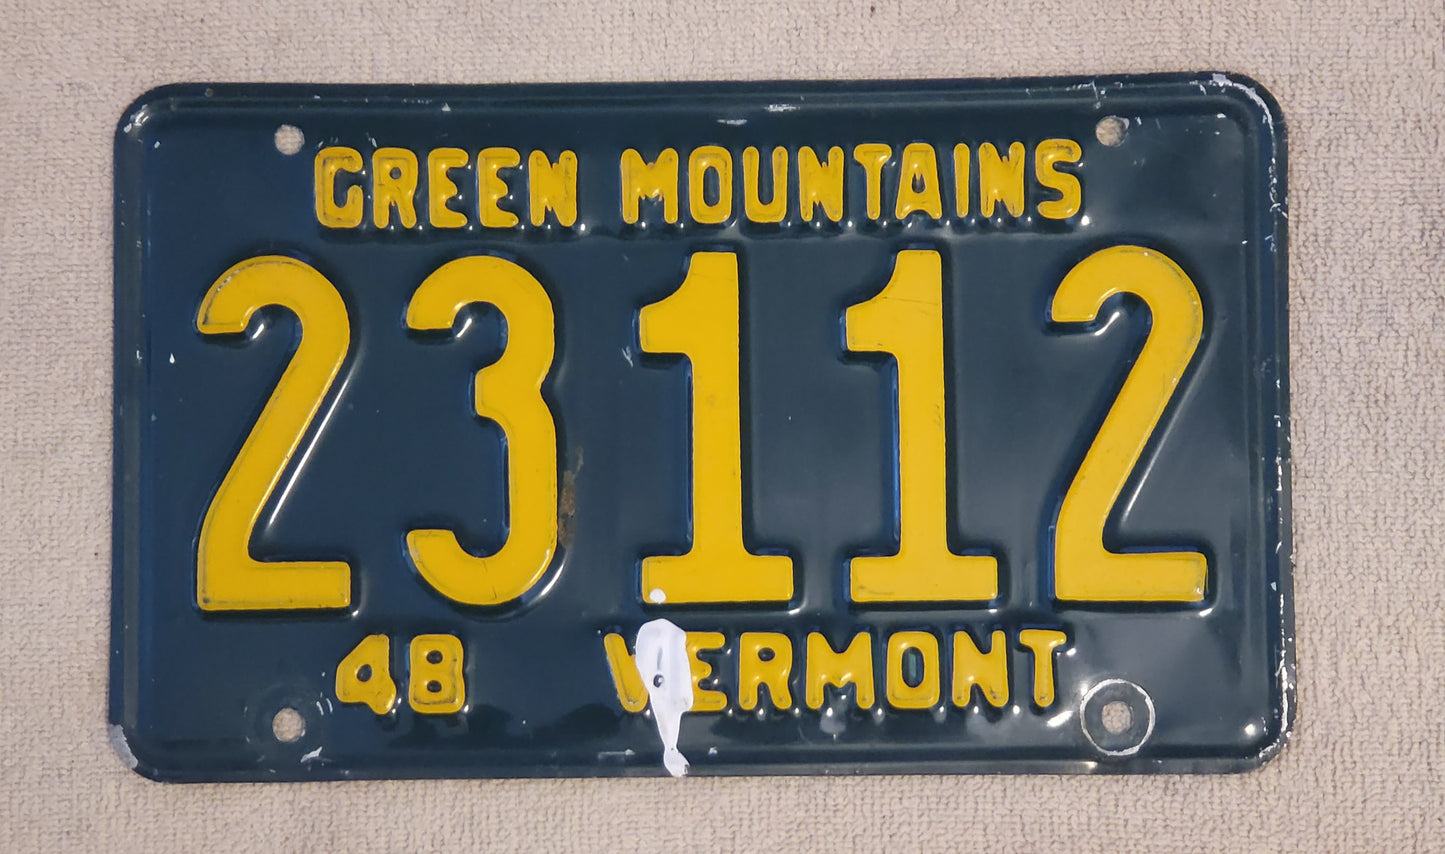 GREEN MOUNTAINS
23112
48 VERMONT